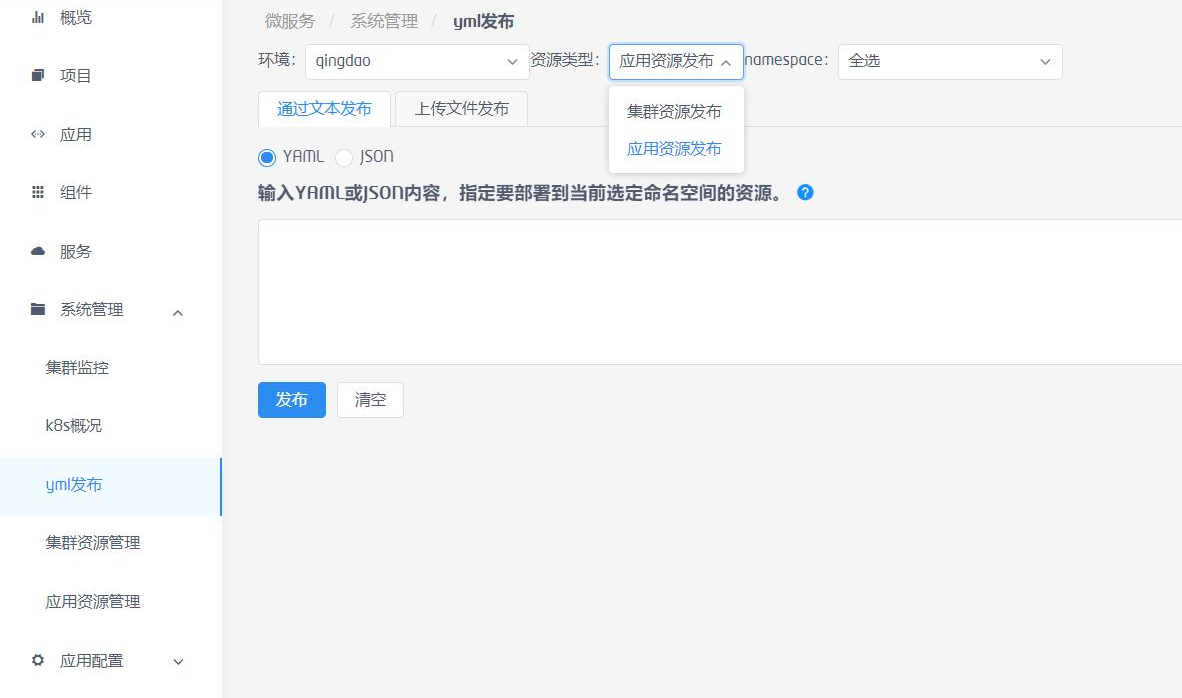 概览
项目
应用
组件
服务
系统管理
集群监控
k8s概况
yml发布
集群资源管理
应用资源管理
应用配置
微服务 / 系统管理 / yml发布
环境: qingdao 资源类型: 应用资源发布 namespace: 全选
集群资源发布
应用资源发布
通过文本发布 上传文件发布
YAML JSON
输入YAML或JSON内容，指定要部署到当前选定命名空间的资源。 ?
发布 清空